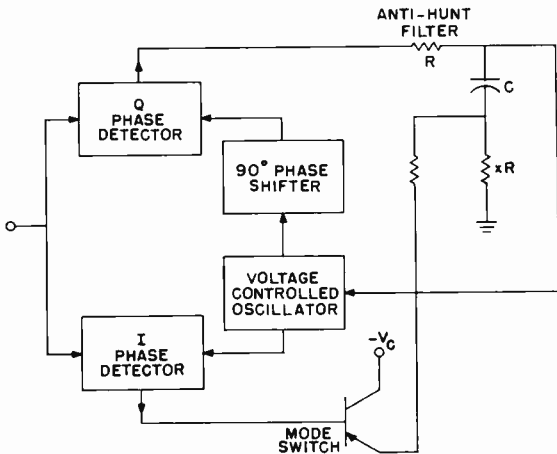 ANTI-HUNT
FILTER
R
C
Q
PHASE
DETECTOR
90° PHASE
SHIFTER
xR
VOLTAGE
CONTROLLED
OSCILLATOR
I
PHASE
DETECTOR
-VC
MODE
SWITCH